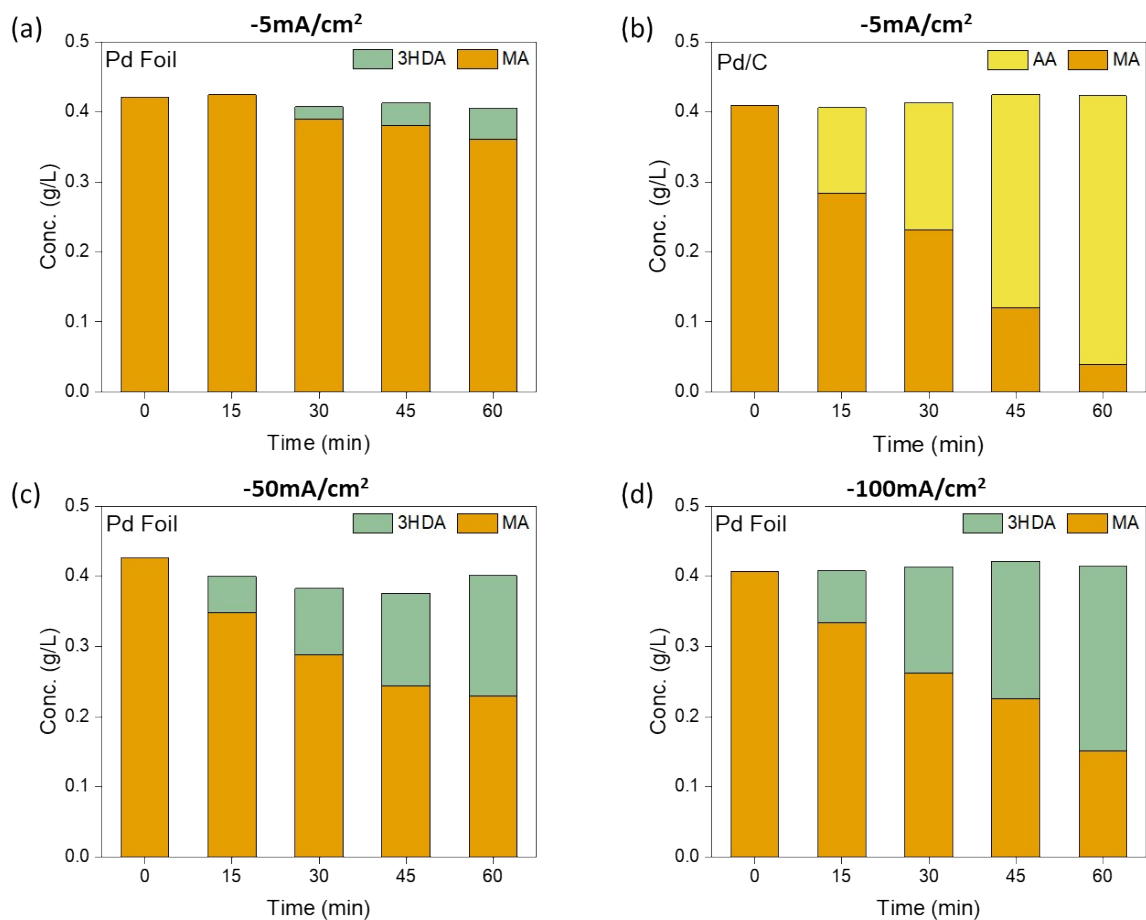 (a)
-5mA/cm²
Pd Foil
3HDA
MA
Conc. (g/L)
0.5
0.4
0.3
0.2
0.1
0.0
0 15 30 45 60
Time (min)
(b)
-5mA/cm²
Pd/C
AA
MA
Conc. (g/L)
0.5
0.4
0.3
0.2
0.1
0.0
0 15 30 45 60
Time (min)
(c)
-50mA/cm²
Pd Foil
3HDA
MA
Conc. (g/L)
0.5
0.4
0.3
0.2
0.1
0.0
0 15 30 45 60
Time (min)
(d)
-100mA/cm²
Pd Foil
3HDA
MA
Conc. (g/L)
0.5
0.4
0.3
0.2
0.1
0.0
0 15 30 45 60
Time (min)